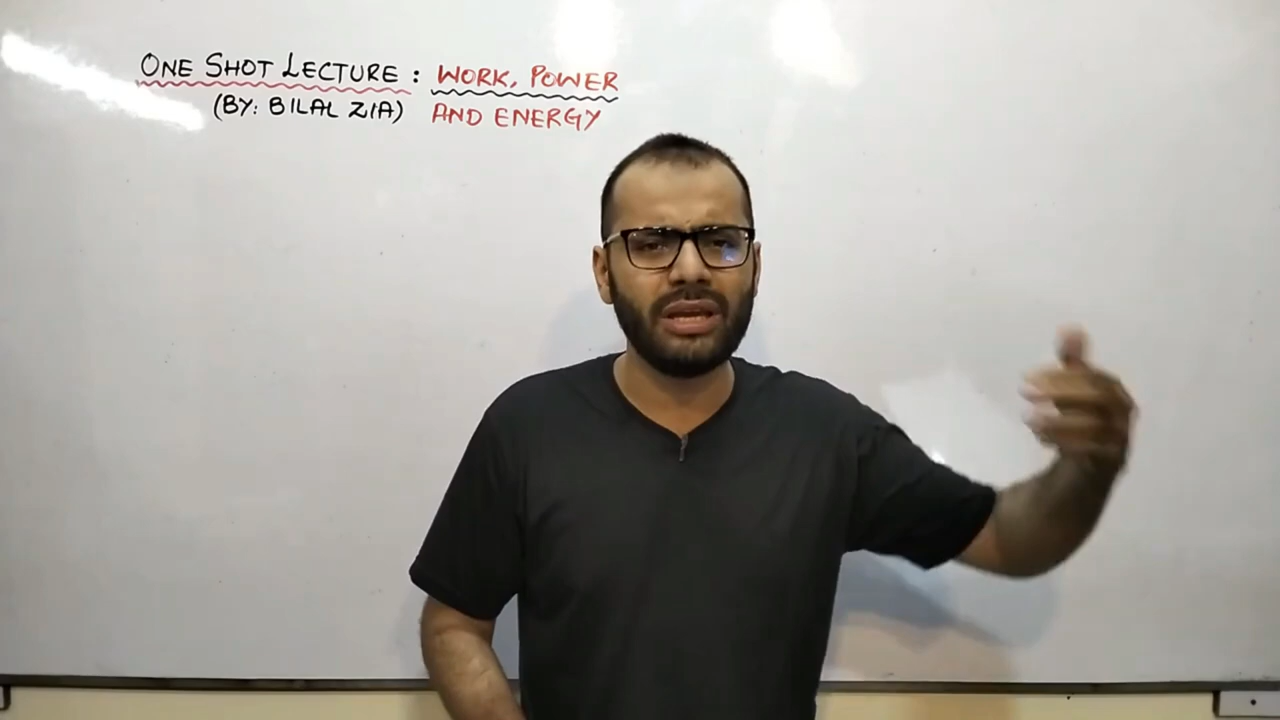 ONE SHOT LECTURE : WORK, POWER
(BY: BILAL ZIA) AND ENERGY